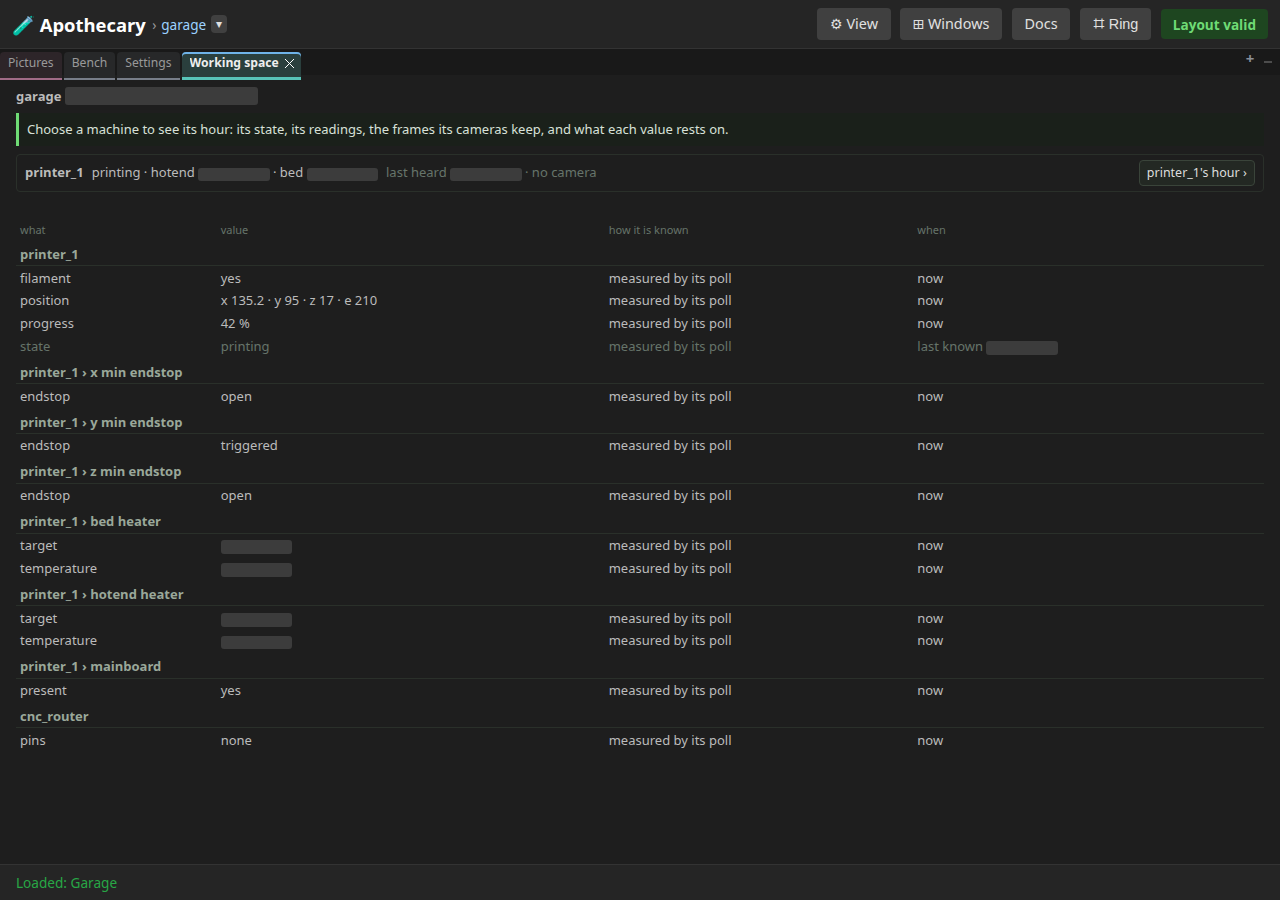 Apothecary › garage ▾
⚙ View
⊞ Windows
Docs
⌗ Ring
Layout valid
Pictures
Bench
Settings
Working space ×
+ –
garage
Choose a machine to see its hour: its state, its readings, the frames its cameras keep, and what each value rests on.
printer_1 printing · hotend · bed last heard · no camera
printer_1's hour ›
what value how it is known when
printer_1
filament yes measured by its poll now
position x 135.2 · y 95 · z 17 · e 210 measured by its poll now
progress 42 % measured by its poll now
state printing measured by its poll last known
printer_1 › x min endstop
endstop open measured by its poll now
printer_1 › y min endstop
endstop triggered measured by its poll now
printer_1 › z min endstop
endstop open measured by its poll now
printer_1 › bed heater
target measured by its poll now
temperature measured by its poll now
printer_1 › hotend heater
target measured by its poll now
temperature measured by its poll now
printer_1 › mainboard
present yes measured by its poll now
cnc_router
pins none measured by its poll now
Loaded: Garage